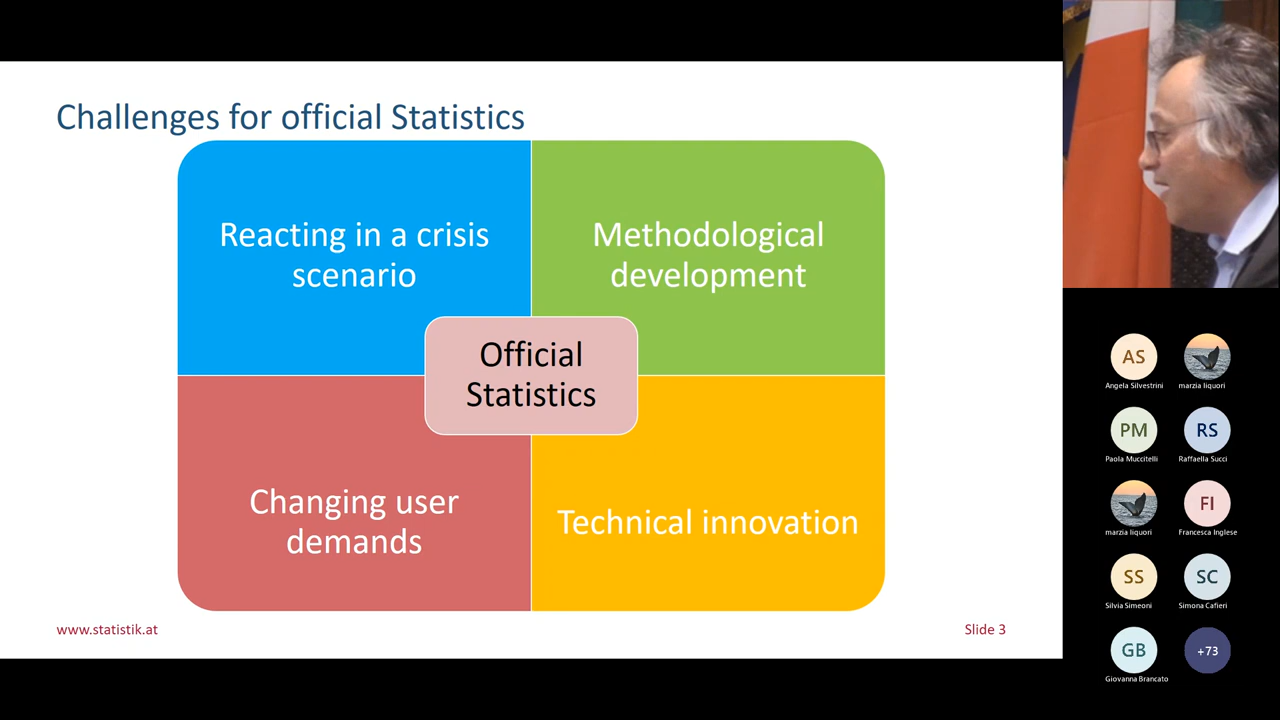 Challenges for official Statistics
Reacting in a crisis
scenario
Methodological
development
Official
Statistics
Changing user
demands
Technical innovation
www.statistik.at
Slide 3
AS
Angela Silvestrini
marzia liquori
PM
Paola Muccitelli
RS
Raffaella Succi
marzia liquori
FI
Francesca Inglese
SS
Silvia Simeoni
SC
Simona Cafieri
GB
Giovanna Brancato
+73